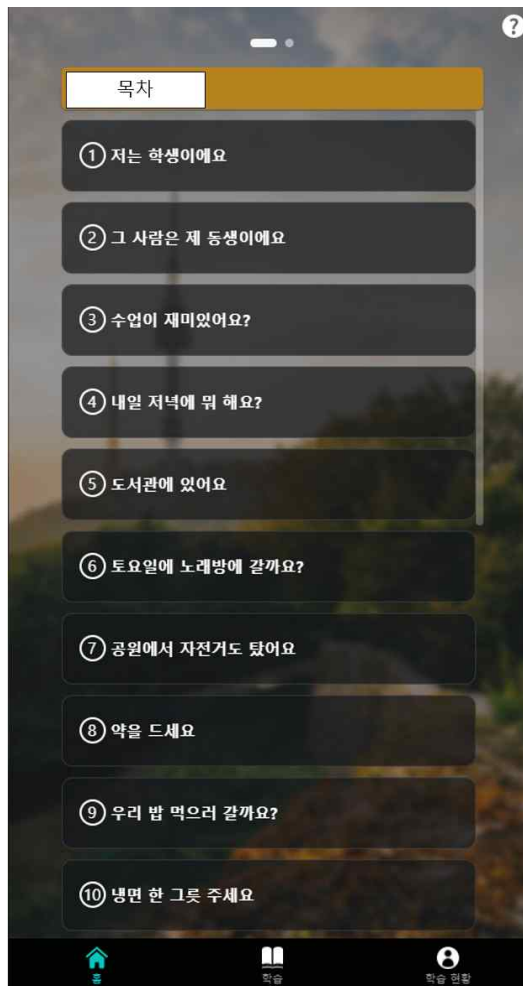 ?
목차
① 저는 학생이에요
② 그 사람은 제 동생이에요
③ 수업이 재미있어요?
④ 내일 저녁에 뭐 해요?
⑤ 도서관에 있어요
⑥ 토요일에 노래방에 갈까요?
⑦ 공원에서 자전거도 탔어요
⑧ 약을 드세요
⑨ 우리 밥 먹으러 갈까요?
⑩ 냉면 한 그릇 주세요
홈 학습 학습 현황